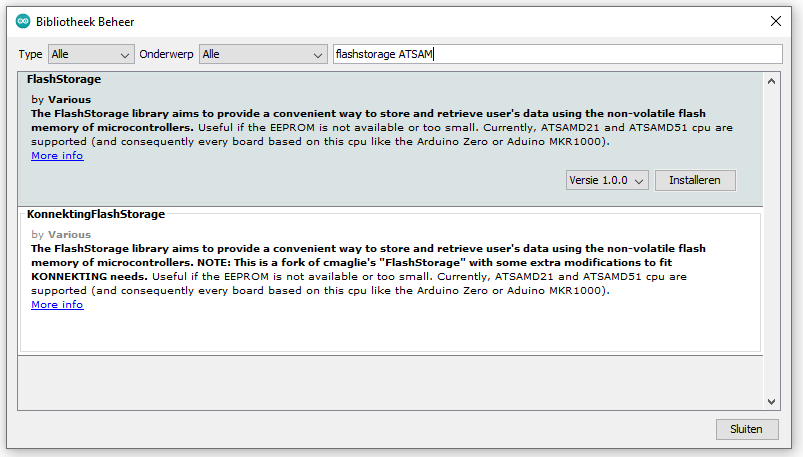 Bibliotheek Beheer
Type Alle Onderwerp Alle flashstorage ATSAM
FlashStorage
by Various
The FlashStorage library aims to provide a convenient way to store and retrieve user's data using the non-volatile flash
memory of microcontrollers. Useful if the EEPROM is not available or too small. Currently, ATSAMD21 and ATSAMD51 cpu are
supported (and consequently every board based on this cpu like the Arduino Zero or Aduino MKR1000).
More info
Versie 1.0.0 Installeren
KonnektingFlashStorage
by Various
The FlashStorage library aims to provide a convenient way to store and retrieve user's data using the non-volatile flash
memory of microcontrollers. NOTE: This is a fork of cmaglie's "FlashStorage" with some extra modifications to fit
KONNEKTING needs. Useful if the EEPROM is not available or too small. Currently, ATSAMD21 and ATSAMD51 cpu are
supported (and consequently every board based on this cpu like the Arduino Zero or Aduino MKR1000).
More info
Sluiten